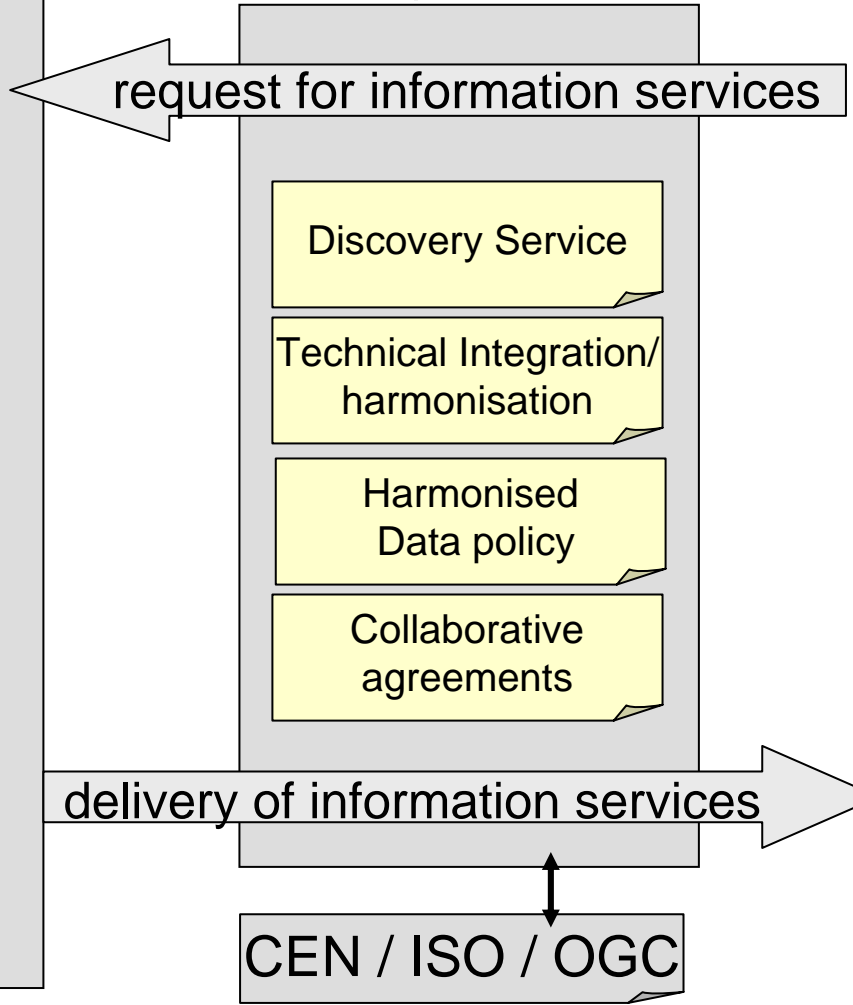 request for information services
Discovery Service
Technical Integration/
harmonisation
Harmonised
Data policy
Collaborative
agreements
delivery of information services
CEN / ISO / OGC